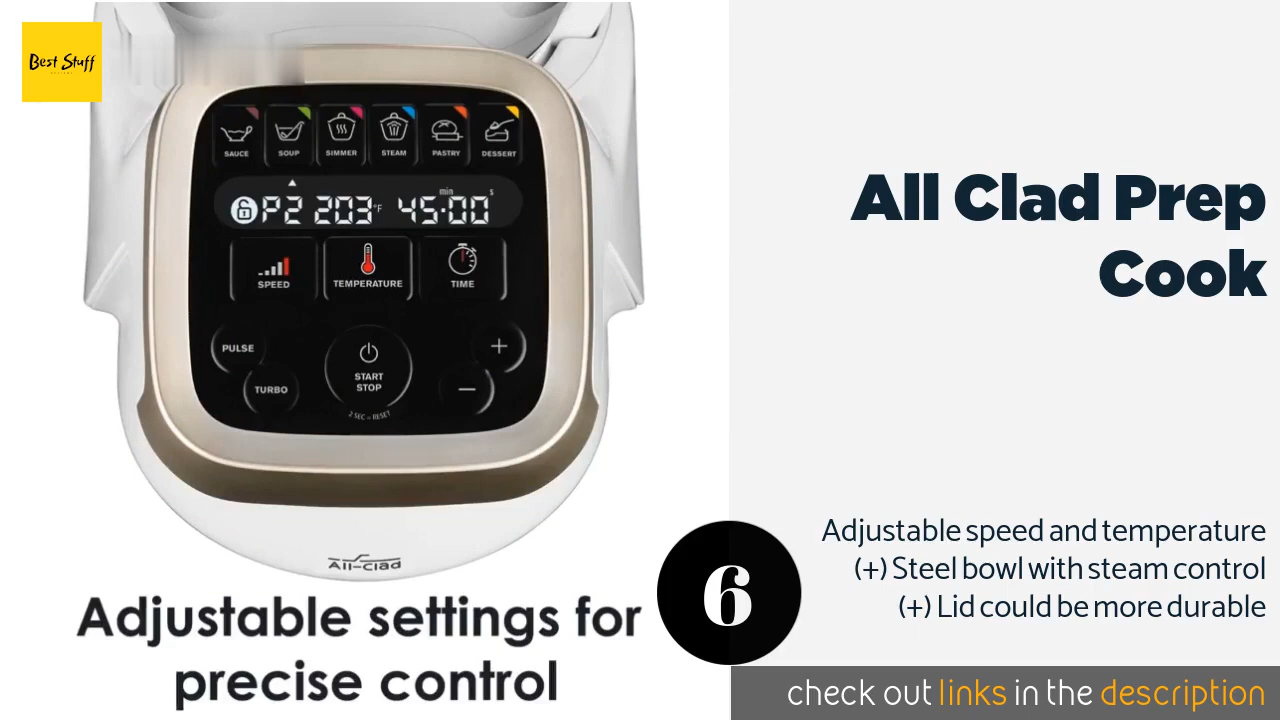 Best Stuff
SAUCE SOUP SIMMER STEAM PASTRY DESSERT
min s
P2 203°F 45:00
SPEED TEMPERATURE TIME
PULSE
+
START
STOP
TURBO
−
2 SEC = RESET
All-Clad
Adjustable settings for
precise control
All Clad Prep
Cook
6
Adjustable speed and temperature
(+) Steel bowl with steam control
(+) Lid could be more durable
check out links in the description